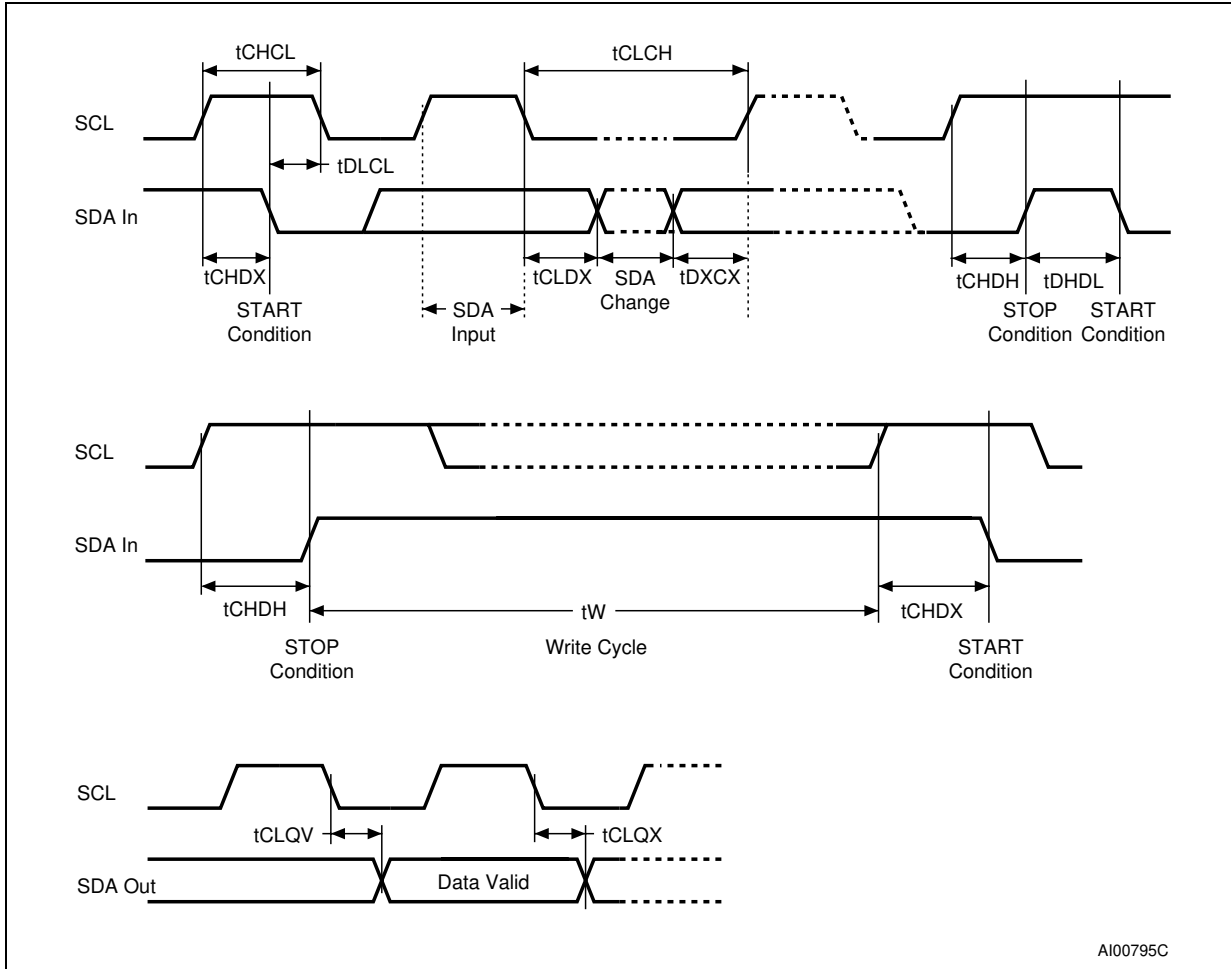 tCHCL
tCLCH
SCL
tDLCL
SDA In
tCHDX
tCLDX
SDA
Change
tDXCX
tCHDH
tDHDL
START
Condition
SDA
Input
STOP
Condition
START
Condition
SCL
SDA In
tCHDH
tW
tCHDX
STOP
Condition
Write Cycle
START
Condition
SCL
tCLQV
tCLQX
SDA Out
Data Valid
AI00795C